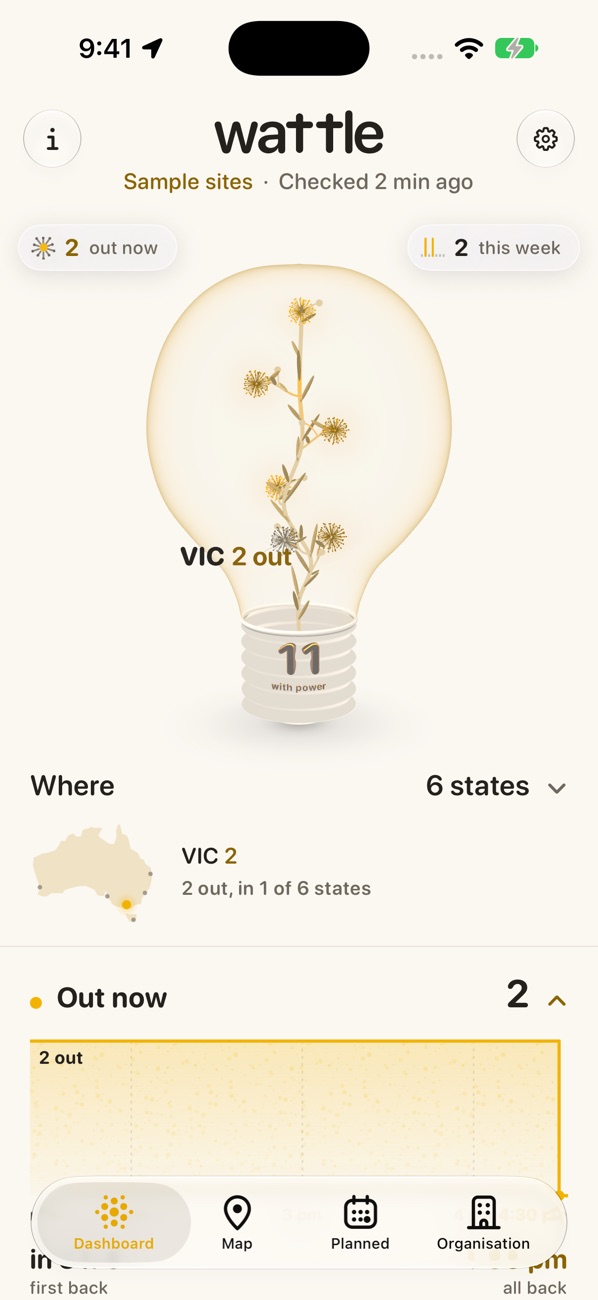 9:41
wattle
Sample sites · Checked 2 min ago
2 out now
2 this week
VIC 2 out
11
with power
Where
6 states
VIC 2
2 out, in 1 of 6 states
Out now
2
2 out
Dashboard
Map
Planned
Organisation
first back
all back